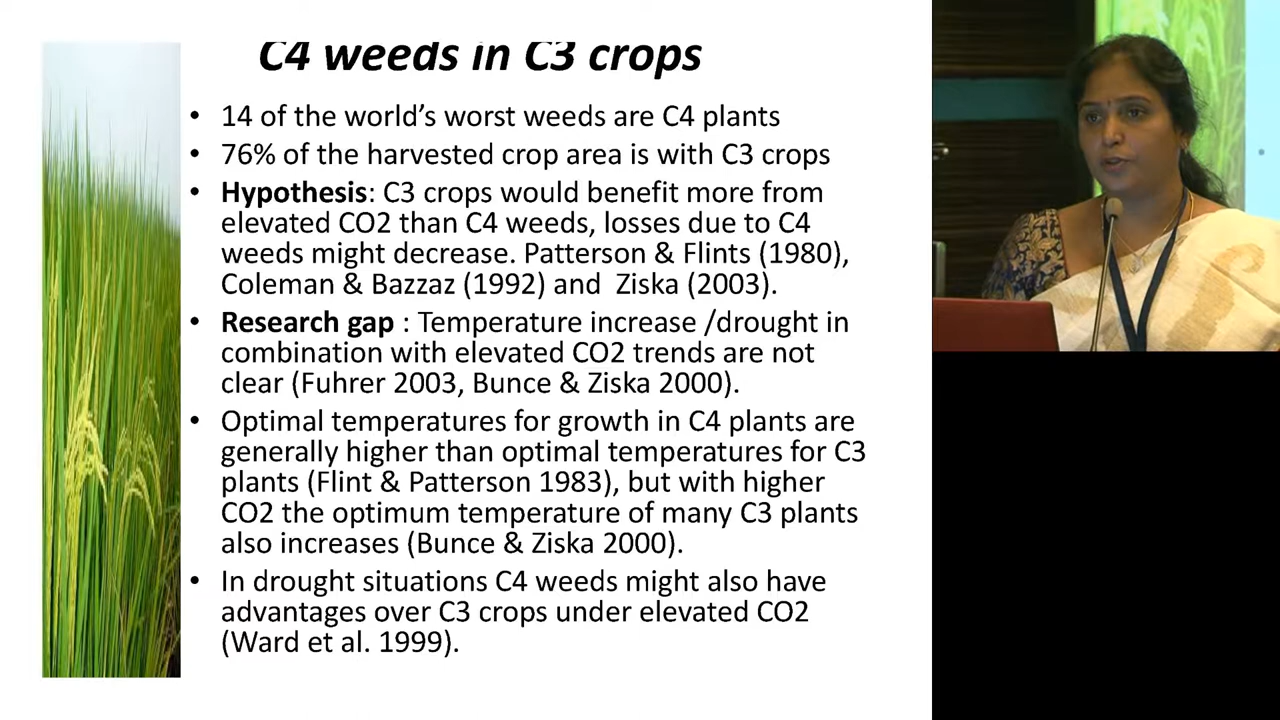 C4 weeds in C3 crops
• 14 of the world's worst weeds are C4 plants
• 76% of the harvested crop area is with C3 crops
• Hypothesis: C3 crops would benefit more from
elevated CO2 than C4 weeds, losses due to C4
weeds might decrease. Patterson & Flints (1980),
Coleman & Bazzaz (1992) and Ziska (2003).
• Research gap : Temperature increase /drought in
combination with elevated CO2 trends are not
clear (Fuhrer 2003, Bunce & Ziska 2000).
• Optimal temperatures for growth in C4 plants are
generally higher than optimal temperatures for C3
plants (Flint & Patterson 1983), but with higher
CO2 the optimum temperature of many C3 plants
also increases (Bunce & Ziska 2000).
• In drought situations C4 weeds might also have
advantages over C3 crops under elevated CO2
(Ward et al. 1999).